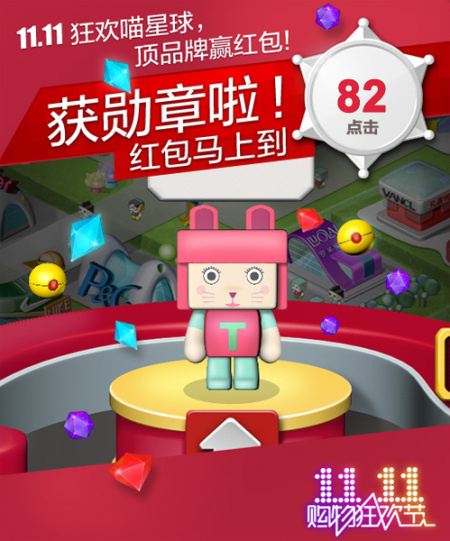 11.11 狂欢喵星球，
顶品牌赢红包！
获勋章啦！
红包马上到
82
点击
VANCL
P&G
T
11.11
购物狂欢节